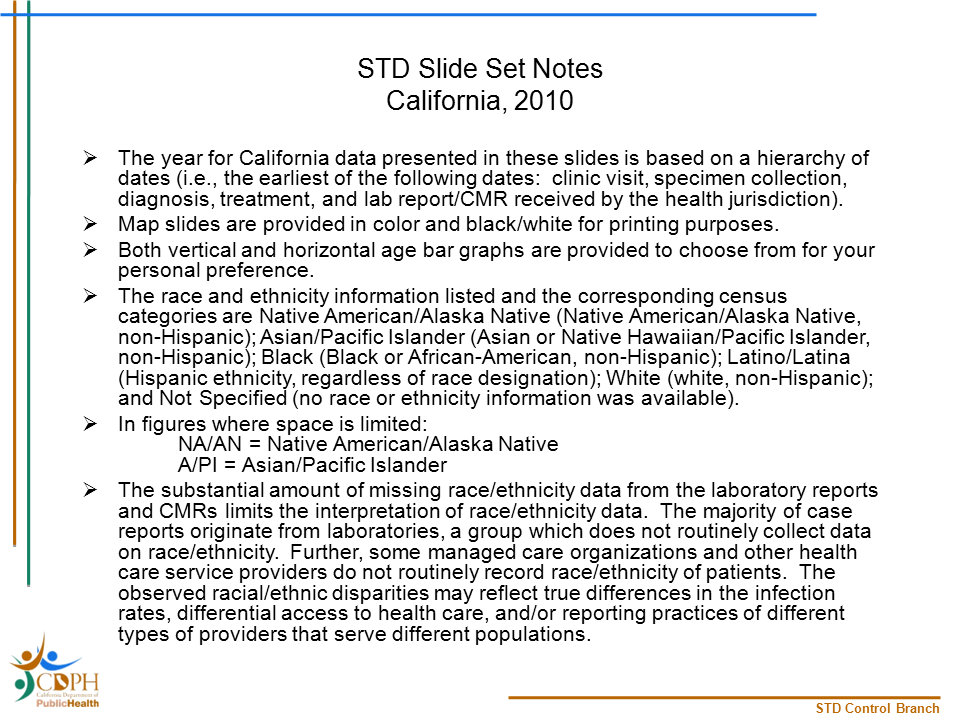 STD Slide Set Notes
California, 2010
➢ The year for California data presented in these slides is based on a hierarchy of
dates (i.e., the earliest of the following dates:  clinic visit, specimen collection,
diagnosis, treatment, and lab report/CMR received by the health jurisdiction).
➢ Map slides are provided in color and black/white for printing purposes.
➢ Both vertical and horizontal age bar graphs are provided to choose from for your
personal preference.
➢ The race and ethnicity information listed and the corresponding census
categories are Native American/Alaska Native (Native American/Alaska Native,
non-Hispanic); Asian/Pacific Islander (Asian or Native Hawaiian/Pacific Islander,
non-Hispanic); Black (Black or African-American, non-Hispanic); Latino/Latina
(Hispanic ethnicity, regardless of race designation); White (white, non-Hispanic);
and Not Specified (no race or ethnicity information was available).
➢ In figures where space is limited:
NA/AN = Native American/Alaska Native
A/PI = Asian/Pacific Islander
➢ The substantial amount of missing race/ethnicity data from the laboratory reports
and CMRs limits the interpretation of race/ethnicity data.  The majority of case
reports originate from laboratories, a group which does not routinely collect data
on race/ethnicity.  Further, some managed care organizations and other health
care service providers do not routinely record race/ethnicity of patients.  The
observed racial/ethnic disparities may reflect true differences in the infection
rates, differential access to health care, and/or reporting practices of different
types of providers that serve different populations.
CDPH
California Department of
PublicHealth
STD Control Branch